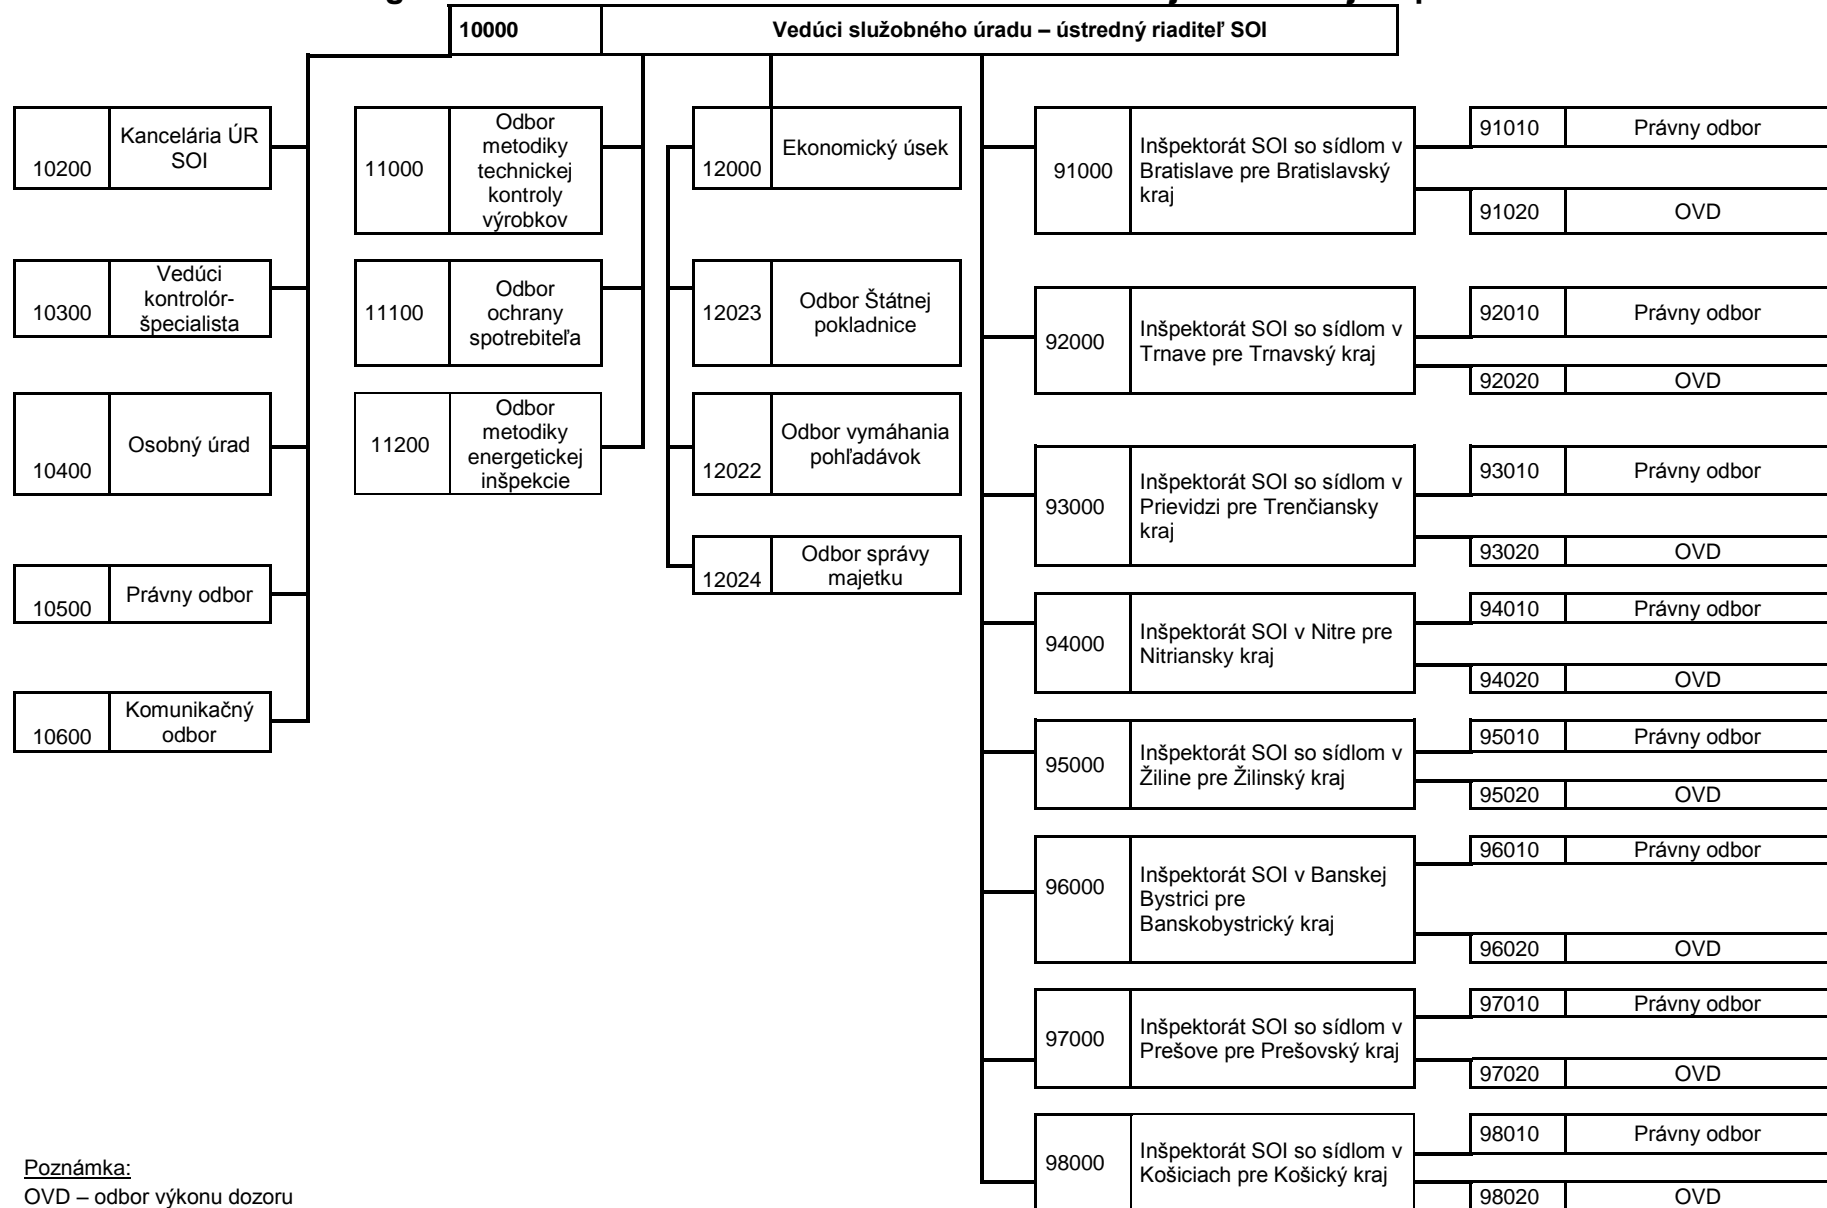 10000 Vedúci služobného úradu – ústredný riaditeľ SOI
10200
Kancelária ÚR
SOI
10300
Vedúci
kontrolór-
špecialista
10400
Osobný úrad
10500
Právny odbor
10600
Komunikačný
odbor
11000
Odbor
metodiky
technickej
kontroly
výrobkov
11100
Odbor
ochrany
spotrebiteľa
11200
Odbor
metodiky
energetickej
inšpekcie
12000
Ekonomický úsek
12023
Odbor Štátnej
pokladnice
12022
Odbor vymáhania
pohľadávok
12024
Odbor správy
majetku
91000
Inšpektorát SOI so sídlom v
Bratislave pre Bratislavský
kraj
91010 Právny odbor
91020 OVD
92000
Inšpektorát SOI so sídlom v
Trnave pre Trnavský kraj
92010 Právny odbor
92020 OVD
93000
Inšpektorát SOI so sídlom v
Prievidzi pre Trenčiansky
kraj
93010 Právny odbor
93020 OVD
94000
Inšpektorát SOI v Nitre pre
Nitriansky kraj
94010 Právny odbor
94020 OVD
95000
Inšpektorát SOI so sídlom v
Žiline pre Žilinský kraj
95010 Právny odbor
95020 OVD
96000
Inšpektorát SOI v Banskej
Bystrici pre
Banskobystrický kraj
96010 Právny odbor
96020 OVD
97000
Inšpektorát SOI so sídlom v
Prešove pre Prešovský kraj
97010 Právny odbor
97020 OVD
98000
Inšpektorát SOI so sídlom v
Košiciach pre Košický kraj
98010 Právny odbor
98020 OVD
Poznámka:
OVD – odbor výkonu dozoru